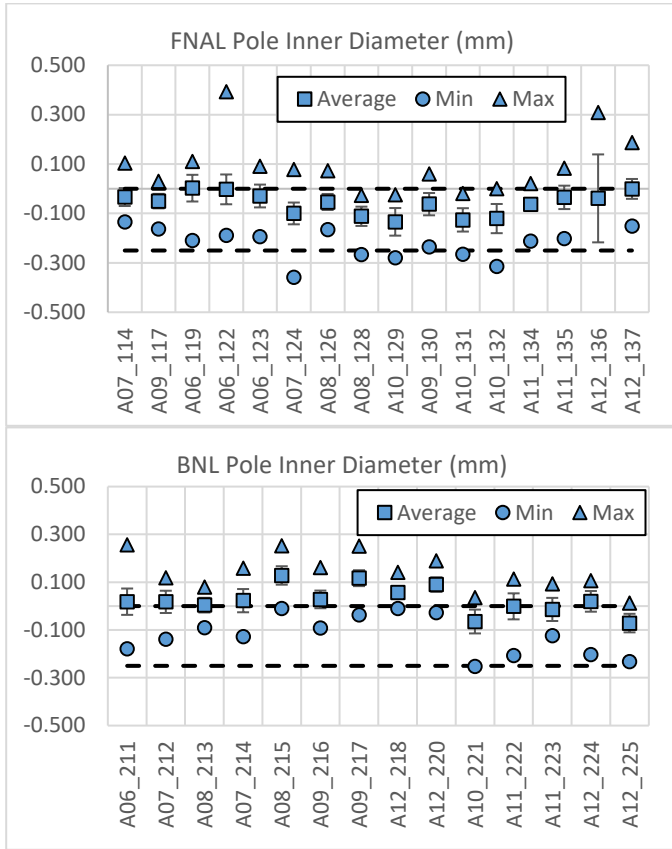 FNAL Pole Inner Diameter (mm)
0.500
0.300
0.100
-0.100
-0.300
-0.500
Average Min Max
A07_114
A09_117
A06_119
A06_122
A06_123
A07_124
A08_126
A08_128
A10_129
A09_130
A10_131
A10_132
A11_134
A11_135
A12_136
A12_137
BNL Pole Inner Diameter (mm)
0.500
0.300
0.100
-0.100
-0.300
-0.500
Average Min Max
A06_211
A07_212
A08_213
A07_214
A08_215
A09_216
A09_217
A12_218
A12_220
A10_221
A11_222
A11_223
A12_224
A12_225